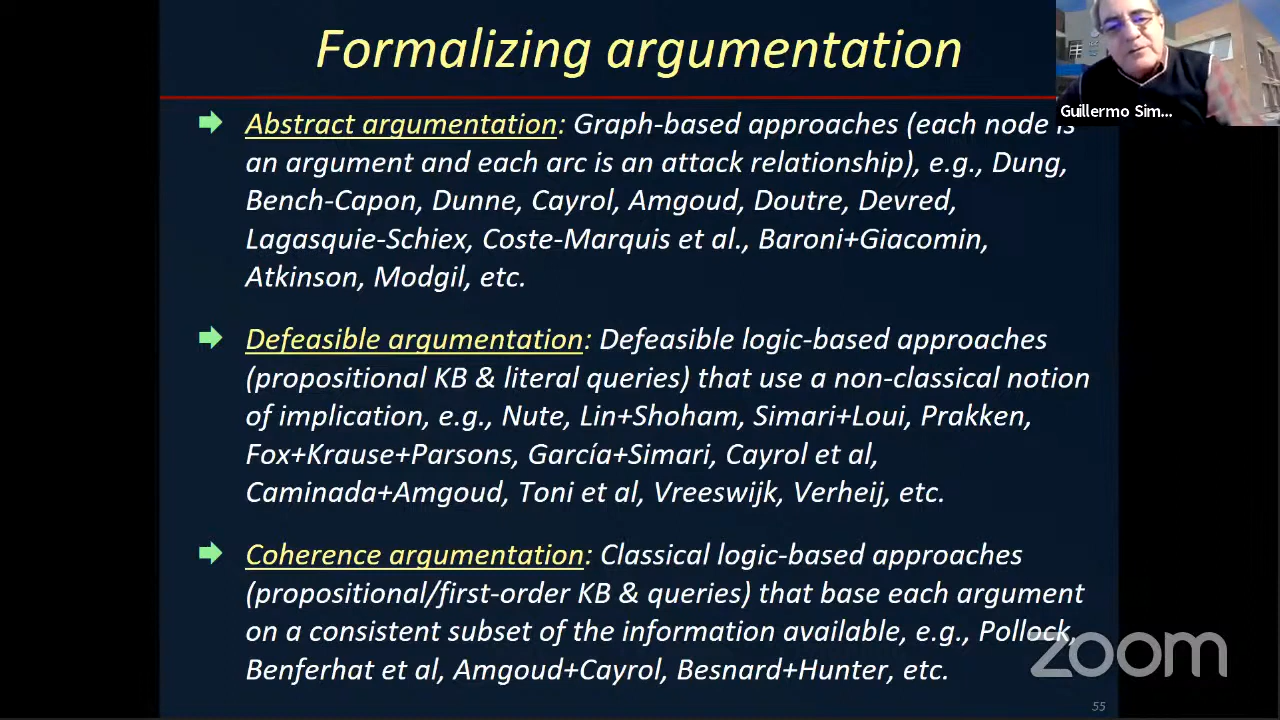 Formalizing argumentation
Guillermo Sim...
Abstract argumentation: Graph-based approaches (each node is
an argument and each arc is an attack relationship), e.g., Dung,
Bench-Capon, Dunne, Cayrol, Amgoud, Doutre, Devred,
Lagasquie-Schiex, Coste-Marquis et al., Baroni+Giacomin,
Atkinson, Modgil, etc.
Defeasible argumentation: Defeasible logic-based approaches
(propositional KB & literal queries) that use a non-classical notion
of implication, e.g., Nute, Lin+Shoham, Simari+Loui, Prakken,
Fox+Krause+Parsons, García+Simari, Cayrol et al,
Caminada+Amgoud, Toni et al, Vreeswijk, Verheij, etc.
Coherence argumentation: Classical logic-based approaches
(propositional/first-order KB & queries) that base each argument
on a consistent subset of the information available, e.g., Pollock,
Benferhat et al, Amgoud+Cayrol, Besnard+Hunter, etc.
zoom
55